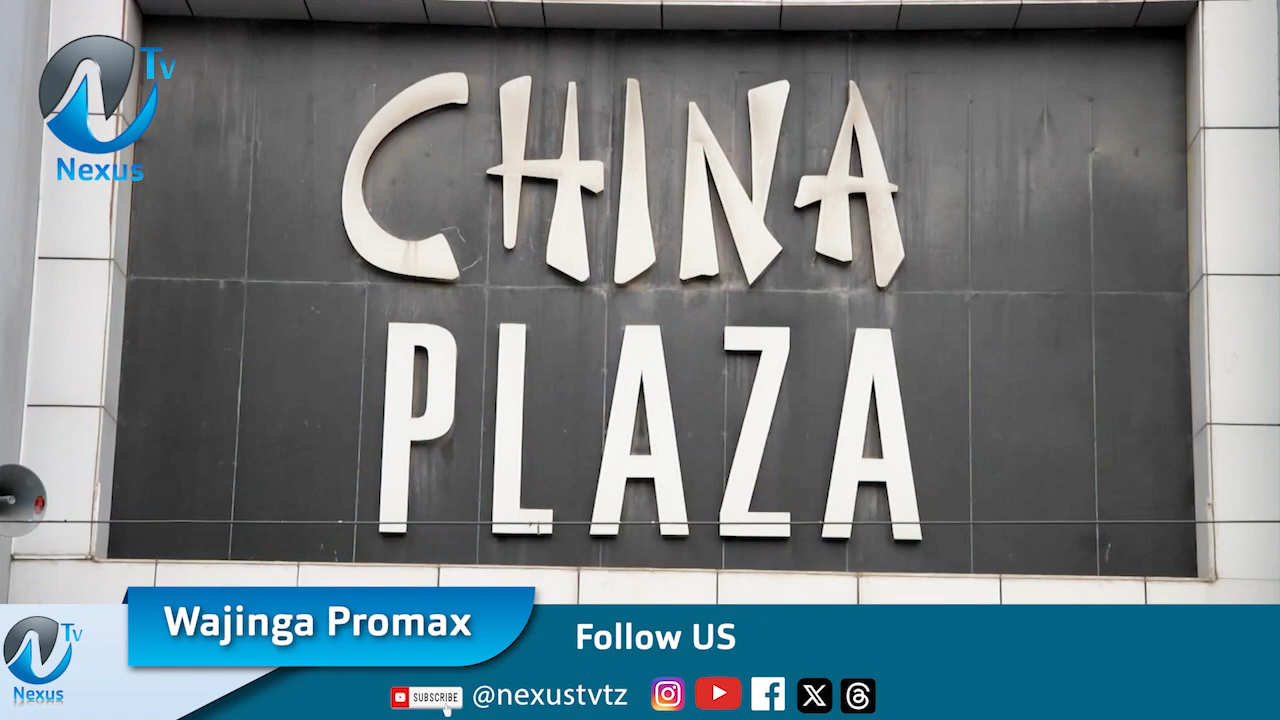 Tv
Nexus
CHINA
PLAZA
Wajinga Promax
Follow US
Tv
Nexus
SUBSCRIBE
@nexustvtz